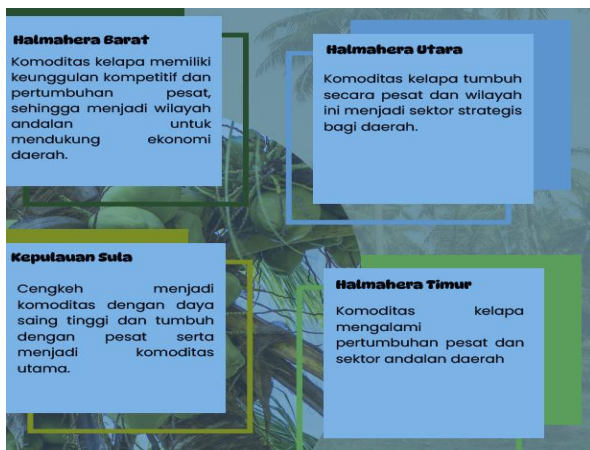 Halmahera Barat
Komoditas kelapa memiliki
keunggulan kompetitif dan
pertumbuhan pesat,
sehingga menjadi wilayah
andalan untuk
mendukung ekonomi
daerah.
Halmahera Utara
Komoditas kelapa tumbuh
secara pesat dan wilayah
ini menjadi sektor strategis
bagi daerah.
Kepulauan Sula
Cengkeh menjadi
komoditas dengan daya
saing tinggi dan tumbuh
dengan pesat serta
menjadi komoditas
utama.
Halmahera Timur
Komoditas kelapa
mengalami
pertumbuhan pesat dan
sektor andalan daerah